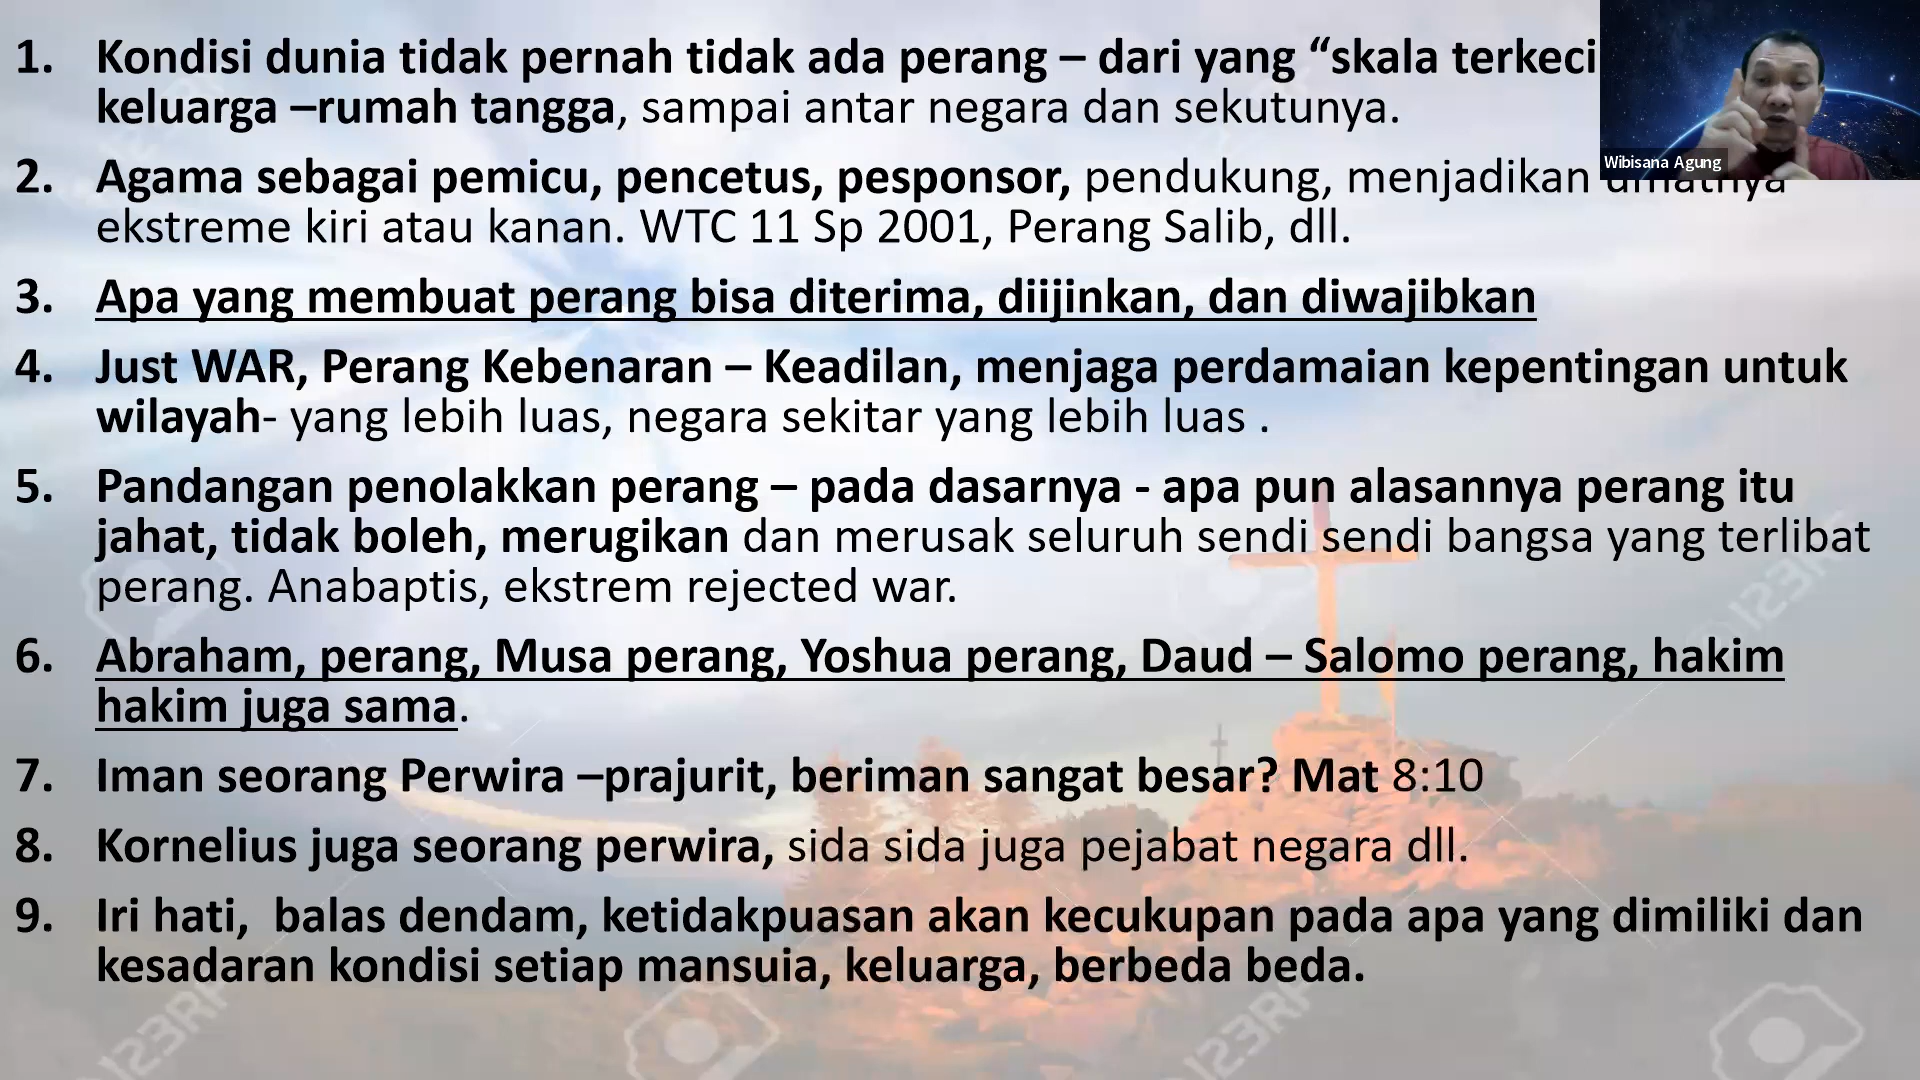 1. Kondisi dunia tidak pernah tidak ada perang – dari yang “skala
keluarga –rumah tangga, sampai antar negara dan sekutunya.
Wibisana Agung
2. Agama sebagai pemicu, pencetus, pesponsor, pendukung, menjadikan
ekstreme kiri atau kanan. WTC 11 Sp 2001, Perang Salib, dll.
3. Apa yang membuat perang bisa diterima, diijinkan, dan diwajibkan
4. Just WAR, Perang Kebenaran – Keadilan, menjaga perdamaian kepentingan untuk
wilayah- yang lebih luas, negara sekitar yang lebih luas .
5. Pandangan penolakkan perang – pada dasarnya - apa pun alasannya perang itu
jahat, tidak boleh, merugikan dan merusak seluruh sendi sendi bangsa yang terlibat
perang. Anabaptis, ekstrem rejected war.
6. Abraham, perang, Musa perang, Yoshua perang, Daud – Salomo perang, hakim
hakim juga sama.
7. Iman seorang Perwira –prajurit, beriman sangat besar? Mat 8:10
8. Kornelius juga seorang perwira, sida sida juga pejabat negara dll.
9. Iri hati,  balas dendam, ketidakpuasan akan kecukupan pada apa yang dimiliki dan
kesadaran kondisi setiap mansuia, keluarga, berbeda beda.